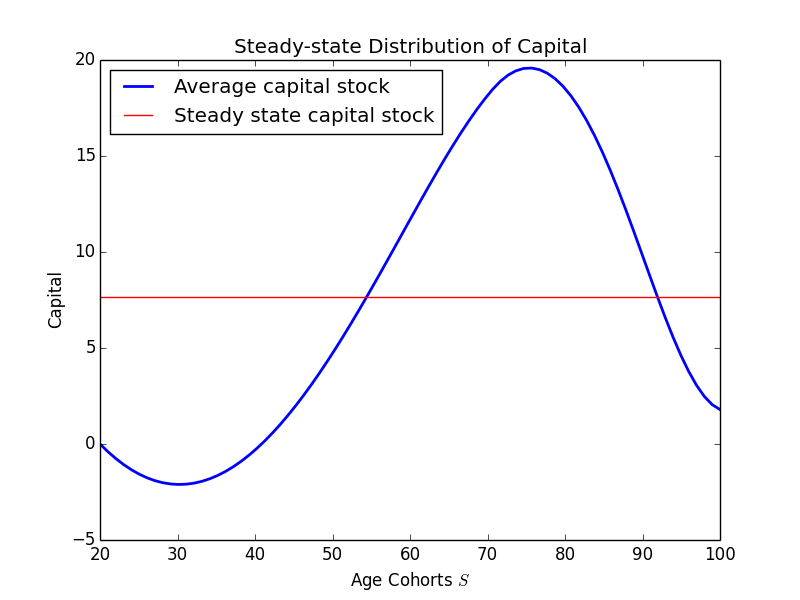 Steady-state Distribution of Capital
Average capital stock
Steady state capital stock
20
15
10
5
0
−5
Capital
20 30 40 50 60 70 80 90 100
Age Cohorts S